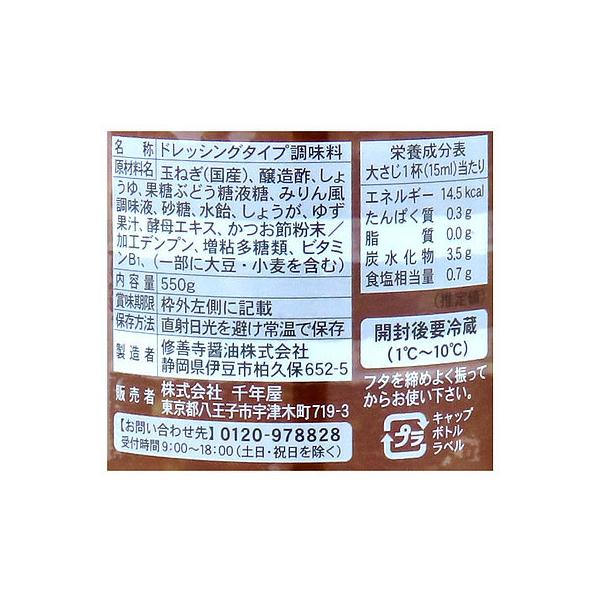 名称 ドレッシングタイプ調味料
原材料名 玉ねぎ(国産)、醸造酢、しょ
うゆ、果糖ぶどう糖液糖、みりん風
調味液、砂糖、水飴、しょうが、ゆず
果汁、酵母エキス、かつお節粉末/
加工デンプン、増粘多糖類、ビタミ
ンB1、(一部に大豆・小麦を含む)
内容量 550g
賞味期限 枠外左側に記載
保存方法 直射日光を避け常温で保存
製造者 修善寺醤油株式会社
静岡県伊豆市柏久保652-5
販売者 株式会社 千年屋
東京都八王子市宇津木町719-3
【お問い合わせ先】0120-978828
受付時間9:00〜18:00(土日・祝日を除く)
栄養成分表
大さじ1杯(15ml)当たり
エネルギー 14.5kcal
たんぱく質 0.3g
脂質 0.0g
炭水化物 3.5g
食塩相当量 0.7g
(推定値)
開封後要冷蔵
(1℃〜10℃)
フタを締めよく振って
からお使い下さい。
プラ
キャップ
ボトル
ラベル